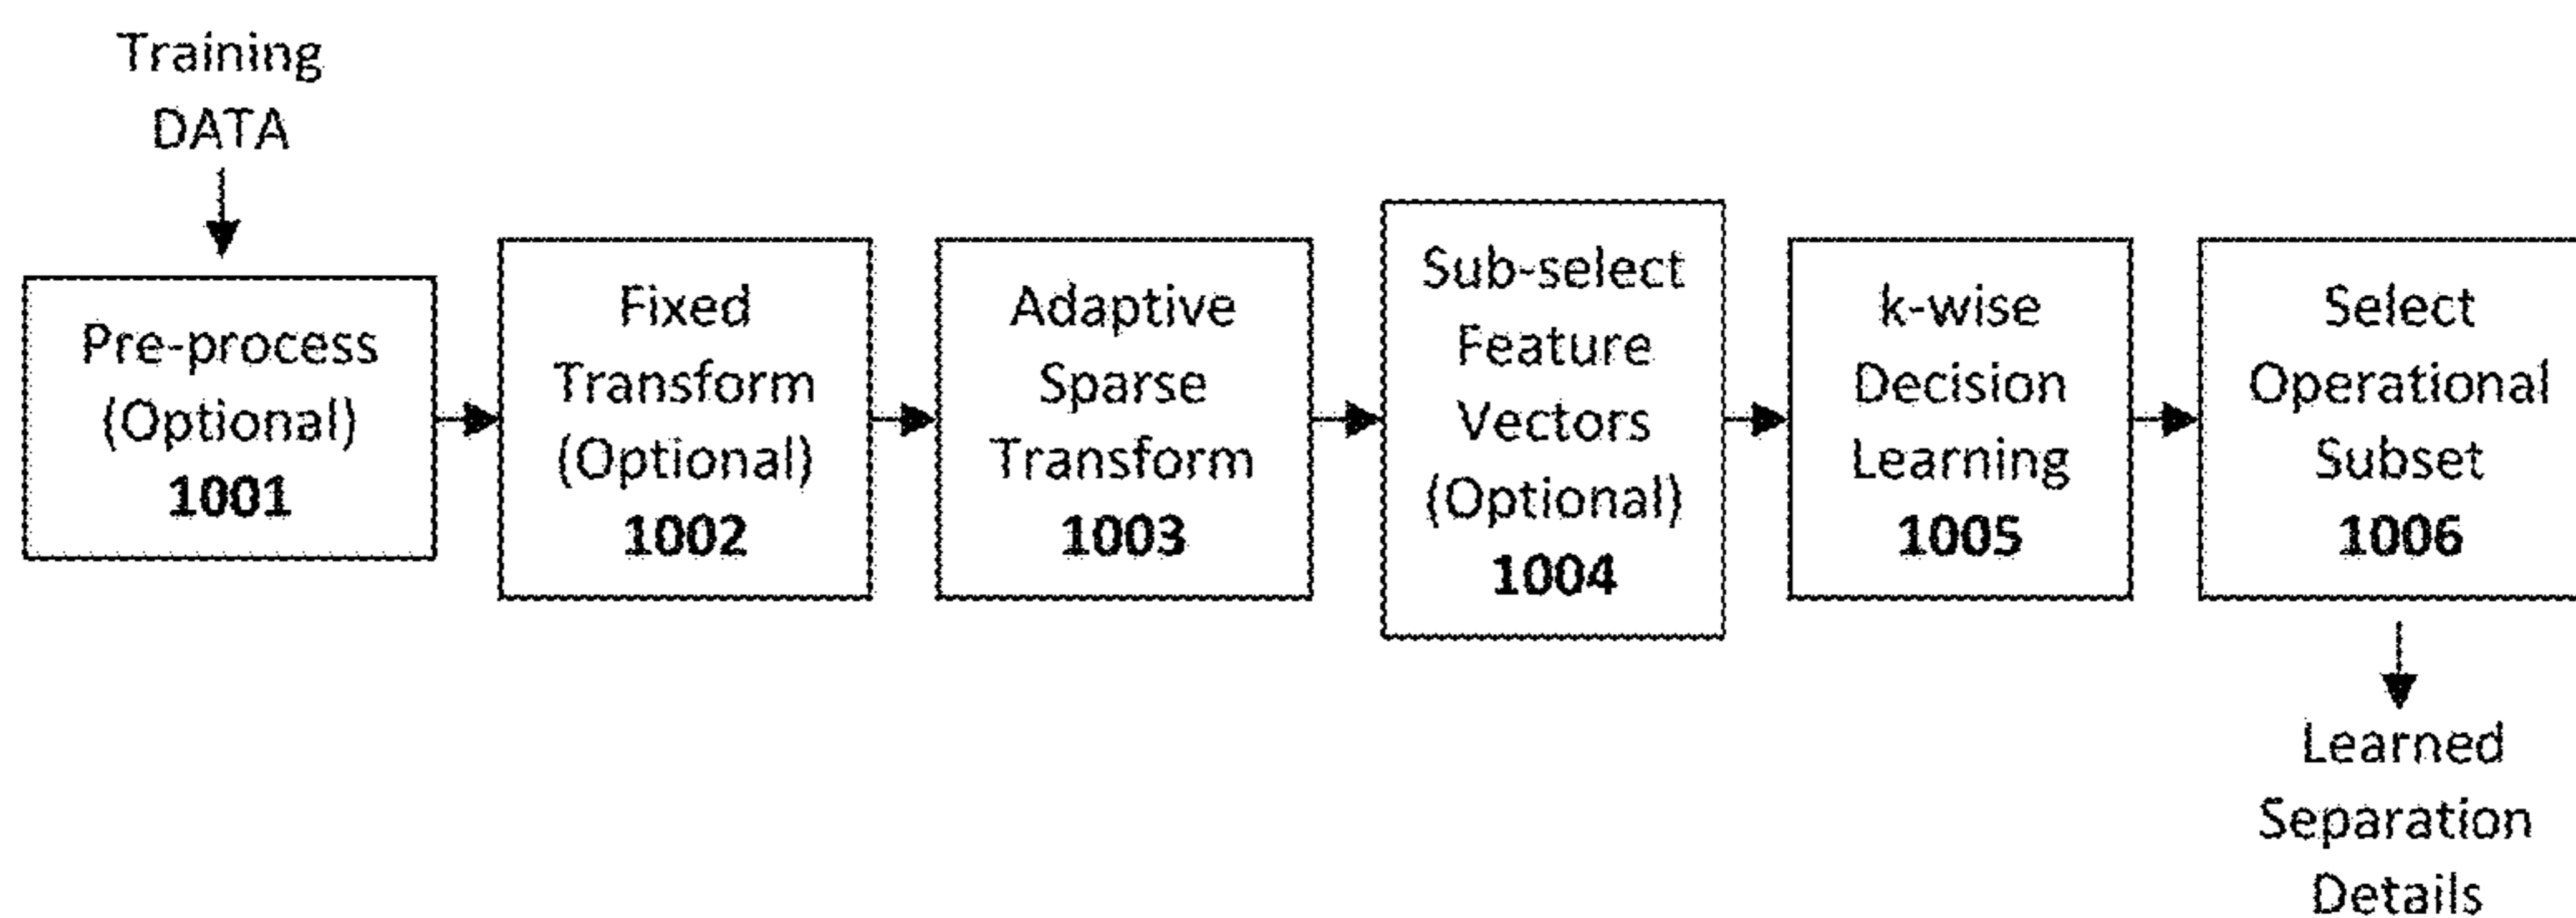 Training
DATA
Pre-process
(Optional)
1001
Fixed
Transform
(Optional)
1002
Adaptive
Sparse
Transform
1003
Sub-select
Feature
Vectors
(Optional)
1004
k-wise
Decision
Learning
1005
Select
Operational
Subset
1006
Learned
Separation
Details